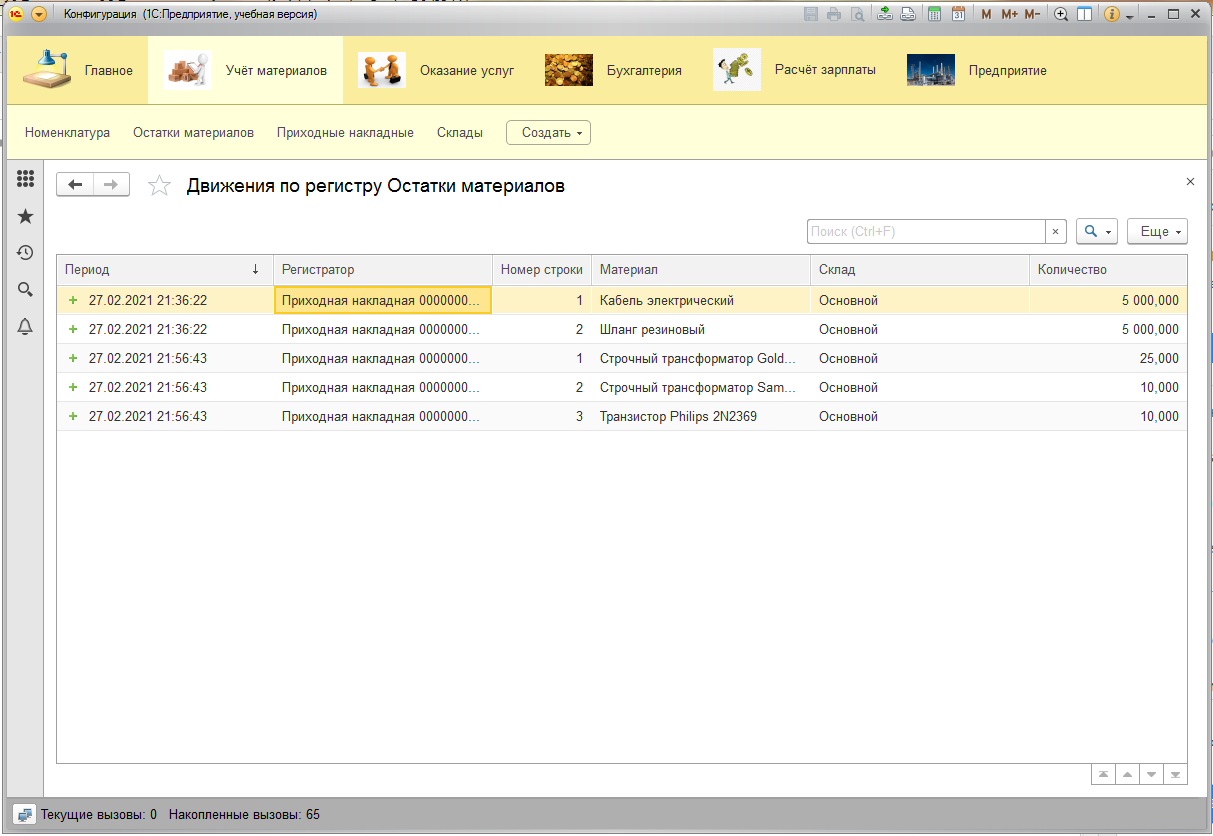 Конфигурация (1С:Предприятие, учебная версия)
M M+ M-
Главное Учёт материалов Оказание услуг Бухгалтерия Расчёт зарплаты Предприятие
Номенклатура Остатки материалов Приходные накладные Склады Создать
Движения по регистру Остатки материалов
Поиск (Ctrl+F) Еще
Период Регистратор Номер строки Материал Склад Количество
27.02.2021 21:36:22 Приходная накладная 0000000... 1 Кабель электрический Основной 5 000,000
27.02.2021 21:36:22 Приходная накладная 0000000... 2 Шланг резиновый Основной 5 000,000
27.02.2021 21:56:43 Приходная накладная 0000000... 1 Строчный трансформатор Gold... Основной 25,000
27.02.2021 21:56:43 Приходная накладная 0000000... 2 Строчный трансформатор Sam... Основной 10,000
27.02.2021 21:56:43 Приходная накладная 0000000... 3 Транзистор Philips 2N2369 Основной 10,000
Текущие вызовы: 0 Накопленные вызовы: 65